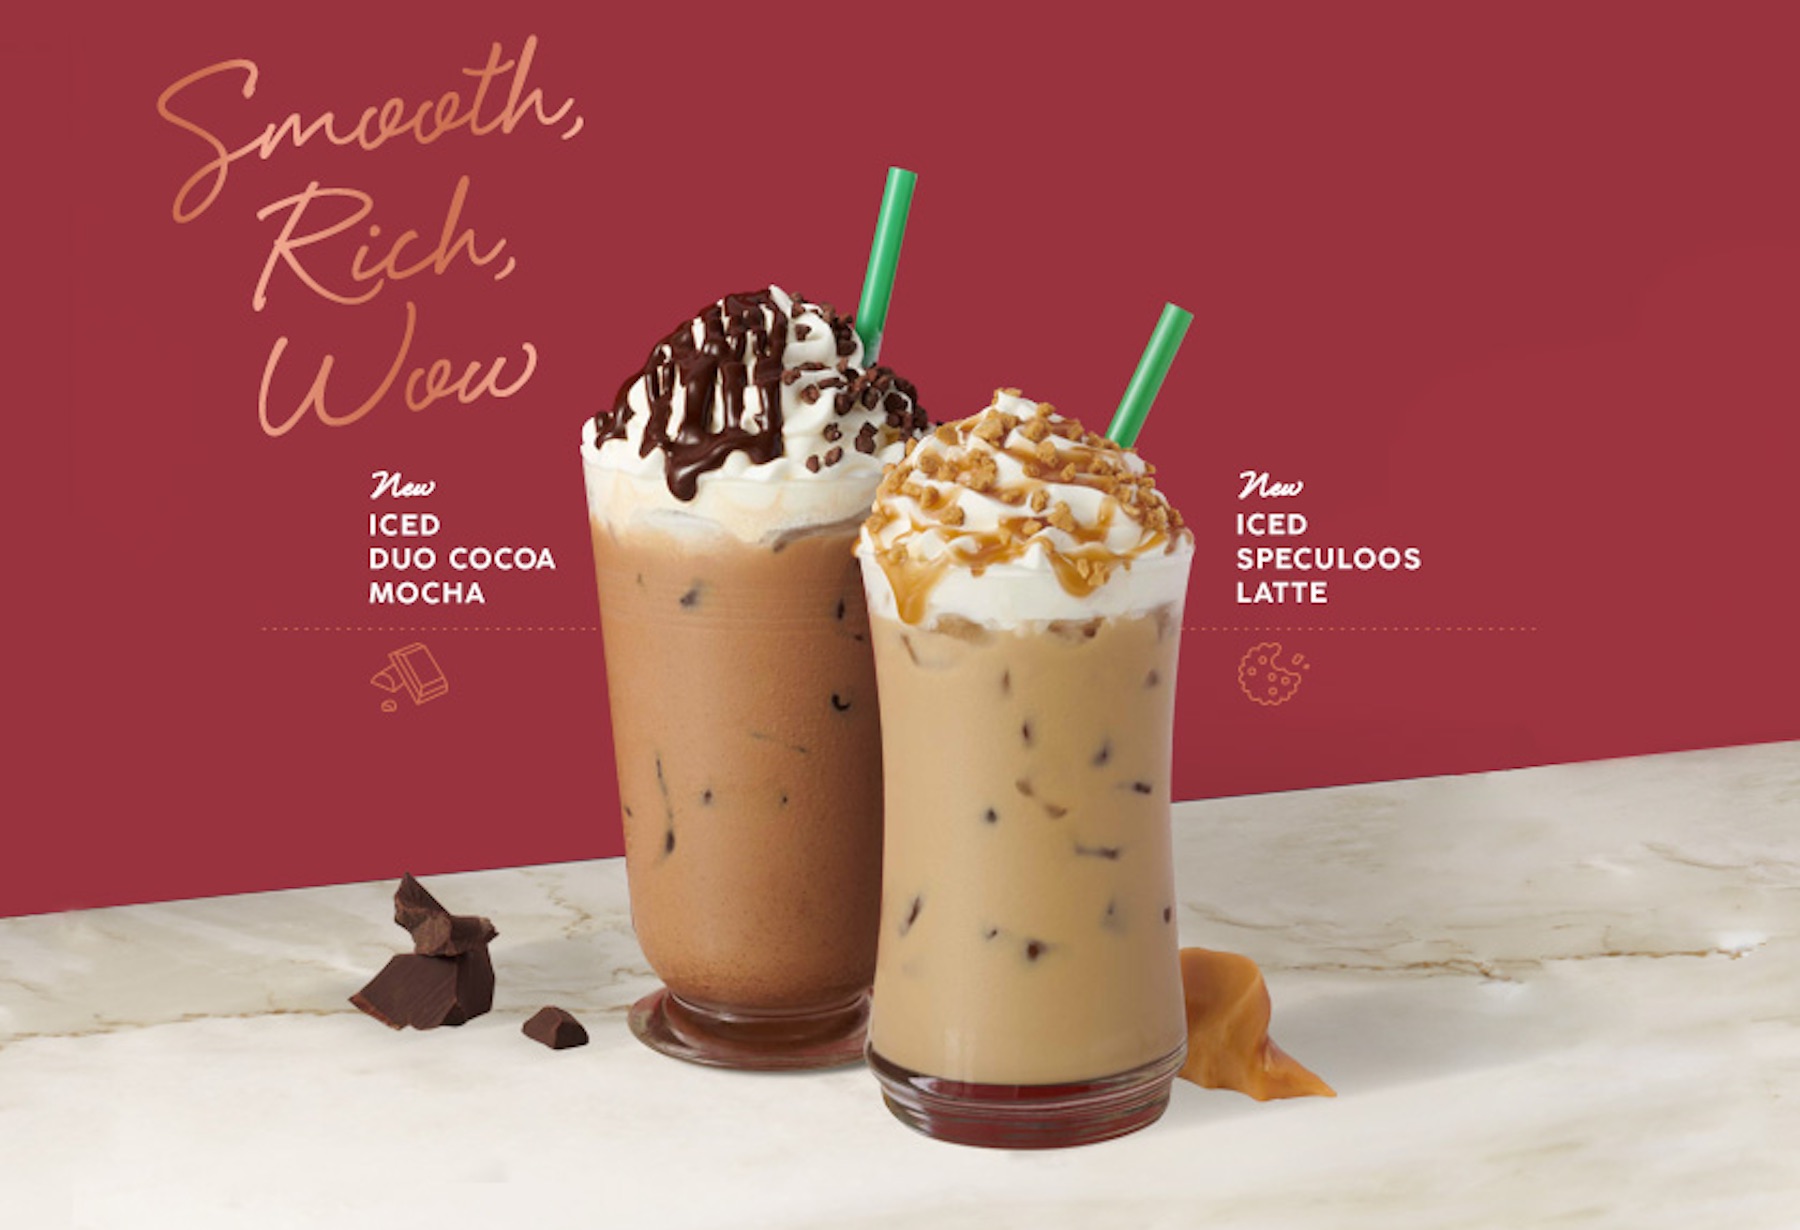 Smooth,
Rich,
Wow
New
ICED
DUO COCOA
MOCHA
New
ICED
SPECULOOS
LATTE